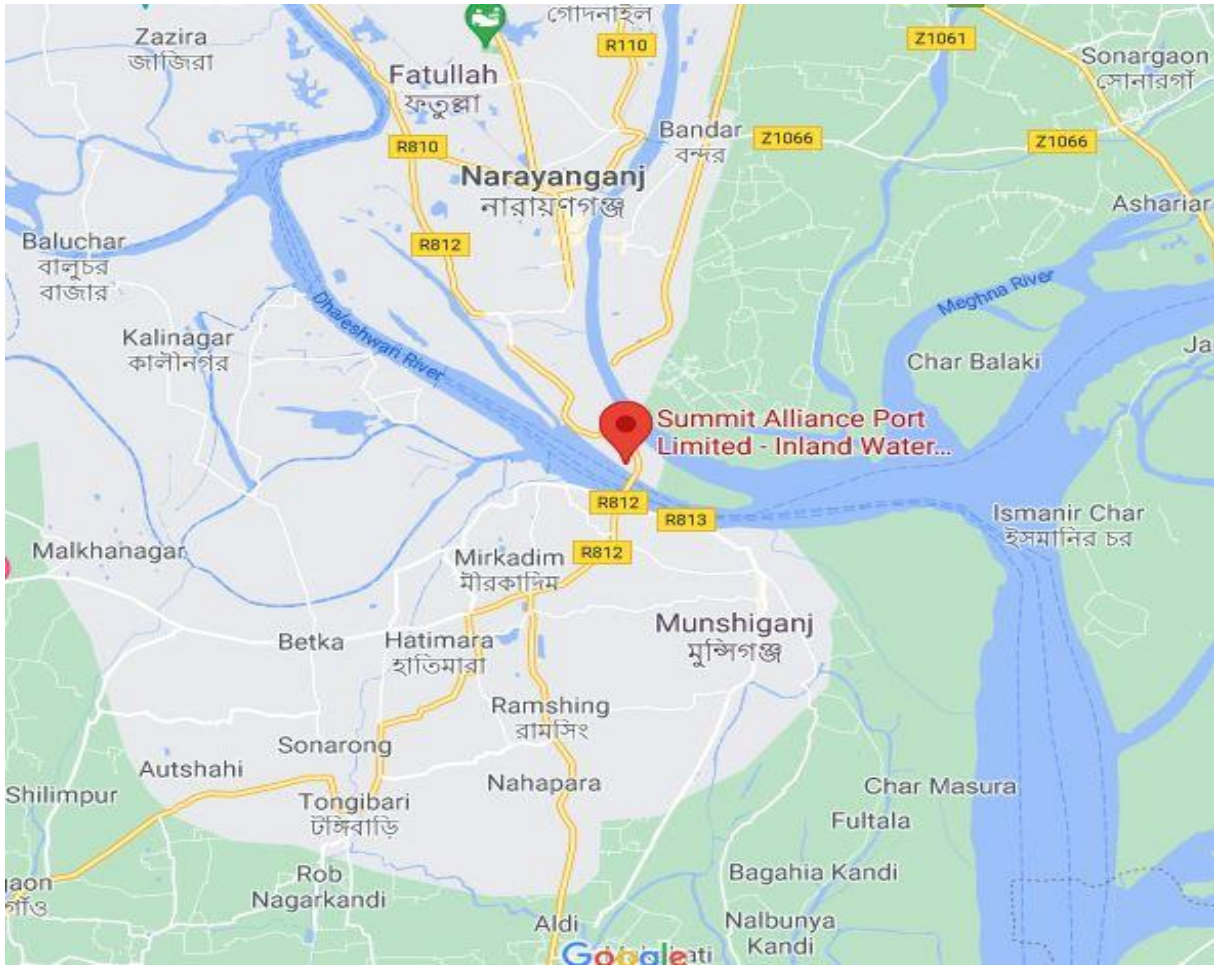 গোদনাইল
Zazira
জাজিরা
R110
Z1061
Sonargaon
সোনারগাঁ
Fatullah
ফতুল্লা
Bandar
বন্দর
R810
Z1066
Z1066
Narayanganj
নারায়ণগঞ্জ
Ashariar
Baluchar
বালুচর
বাজার
R812
Dhaleshwari River
Meghna River
Kalinagar
কালীনগর
Char Balaki
Ja
Summit Alliance Port
Limited - Inland Water...
R812
R813
Ismanir Char
ইসমানির চর
Malkhanagar
Mirkadim
মীরকাদিম
R812
Betka
Hatimara
হাতিমারা
Munshiganj
মুন্সিগঞ্জ
Ramshing
রামসিং
Sonarong
Autshahi
Nahapara
Shilimpur
Tongibari
টঙ্গিবাড়ি
Char Masura
Fultala
Rob
Nagarkandi
Bagahia Kandi
gaon
গাঁও
Aldi
Nalbunya
Kandi
Google
ati